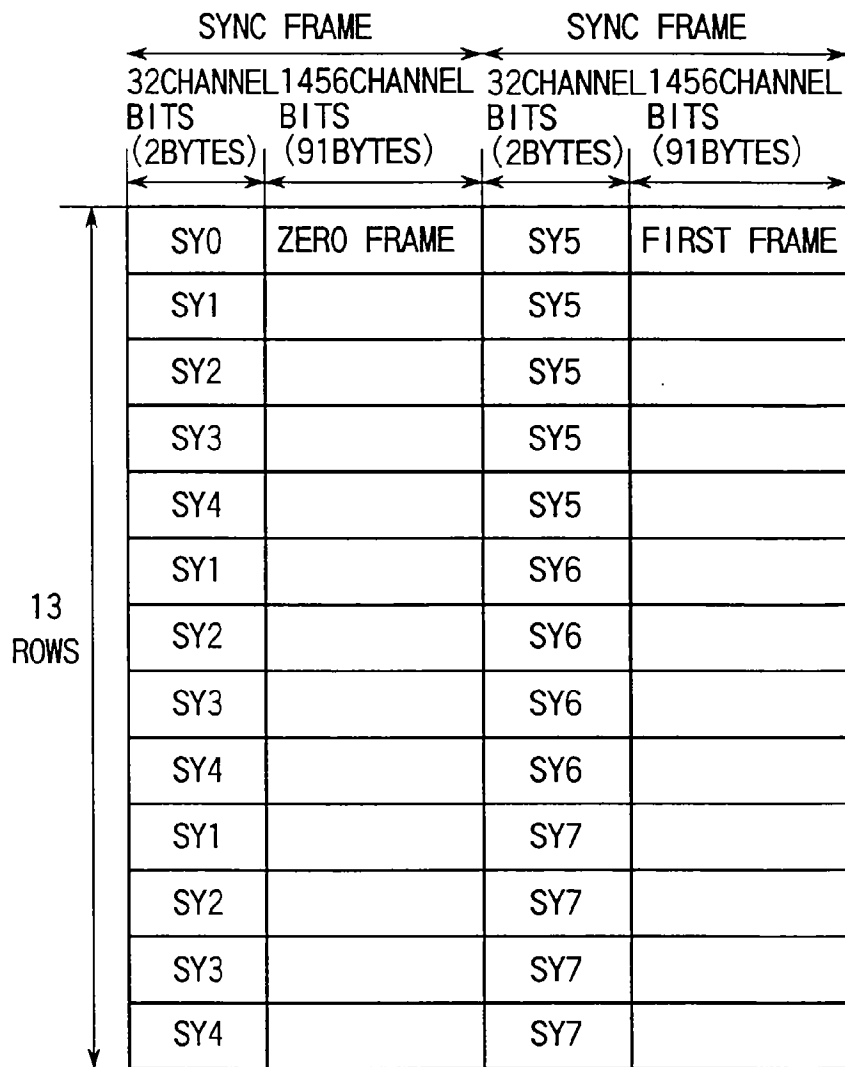 SYNC FRAME SYNC FRAME
32CHANNEL 1456CHANNEL 32CHANNEL 1456CHANNEL
BITS BITS BITS BITS
(2BYTES) (91BYTES) (2BYTES) (91BYTES)
SY0 ZERO FRAME SY5 FIRST FRAME
SY1 SY5
SY2 SY5
SY3 SY5
SY4 SY5
SY1 SY6
13
ROWS
SY2 SY6
SY3 SY6
SY4 SY6
SY1 SY7
SY2 SY7
SY3 SY7
SY4 SY7